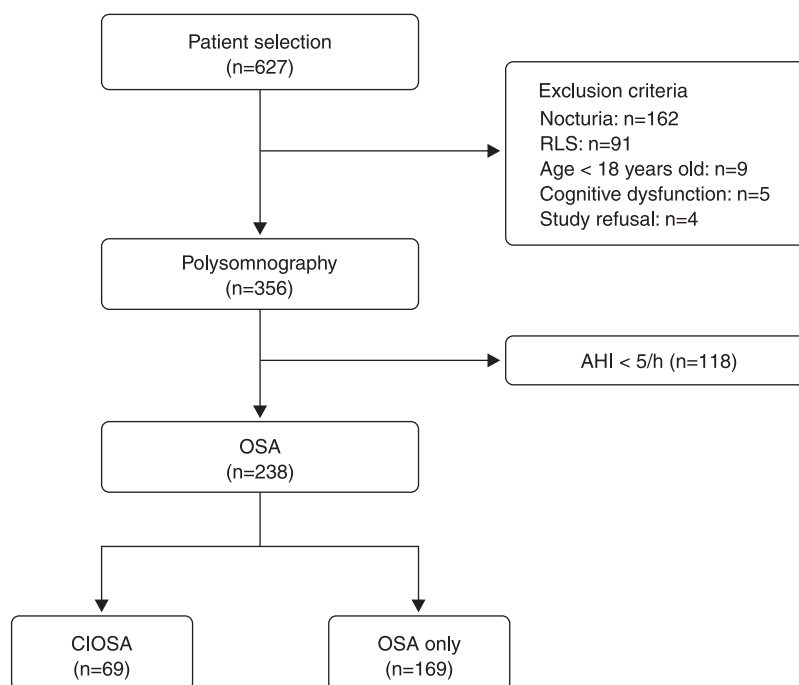 Patient selection
(n=627)
Exclusion criteria
Nocturia: n=162
RLS: n=91
Age < 18 years old: n=9
Cognitive dysfunction: n=5
Study refusal: n=4
Polysomnography
(n=356)
AHI < 5/h (n=118)
OSA
(n=238)
CIOSA
(n=69)
OSA only
(n=169)